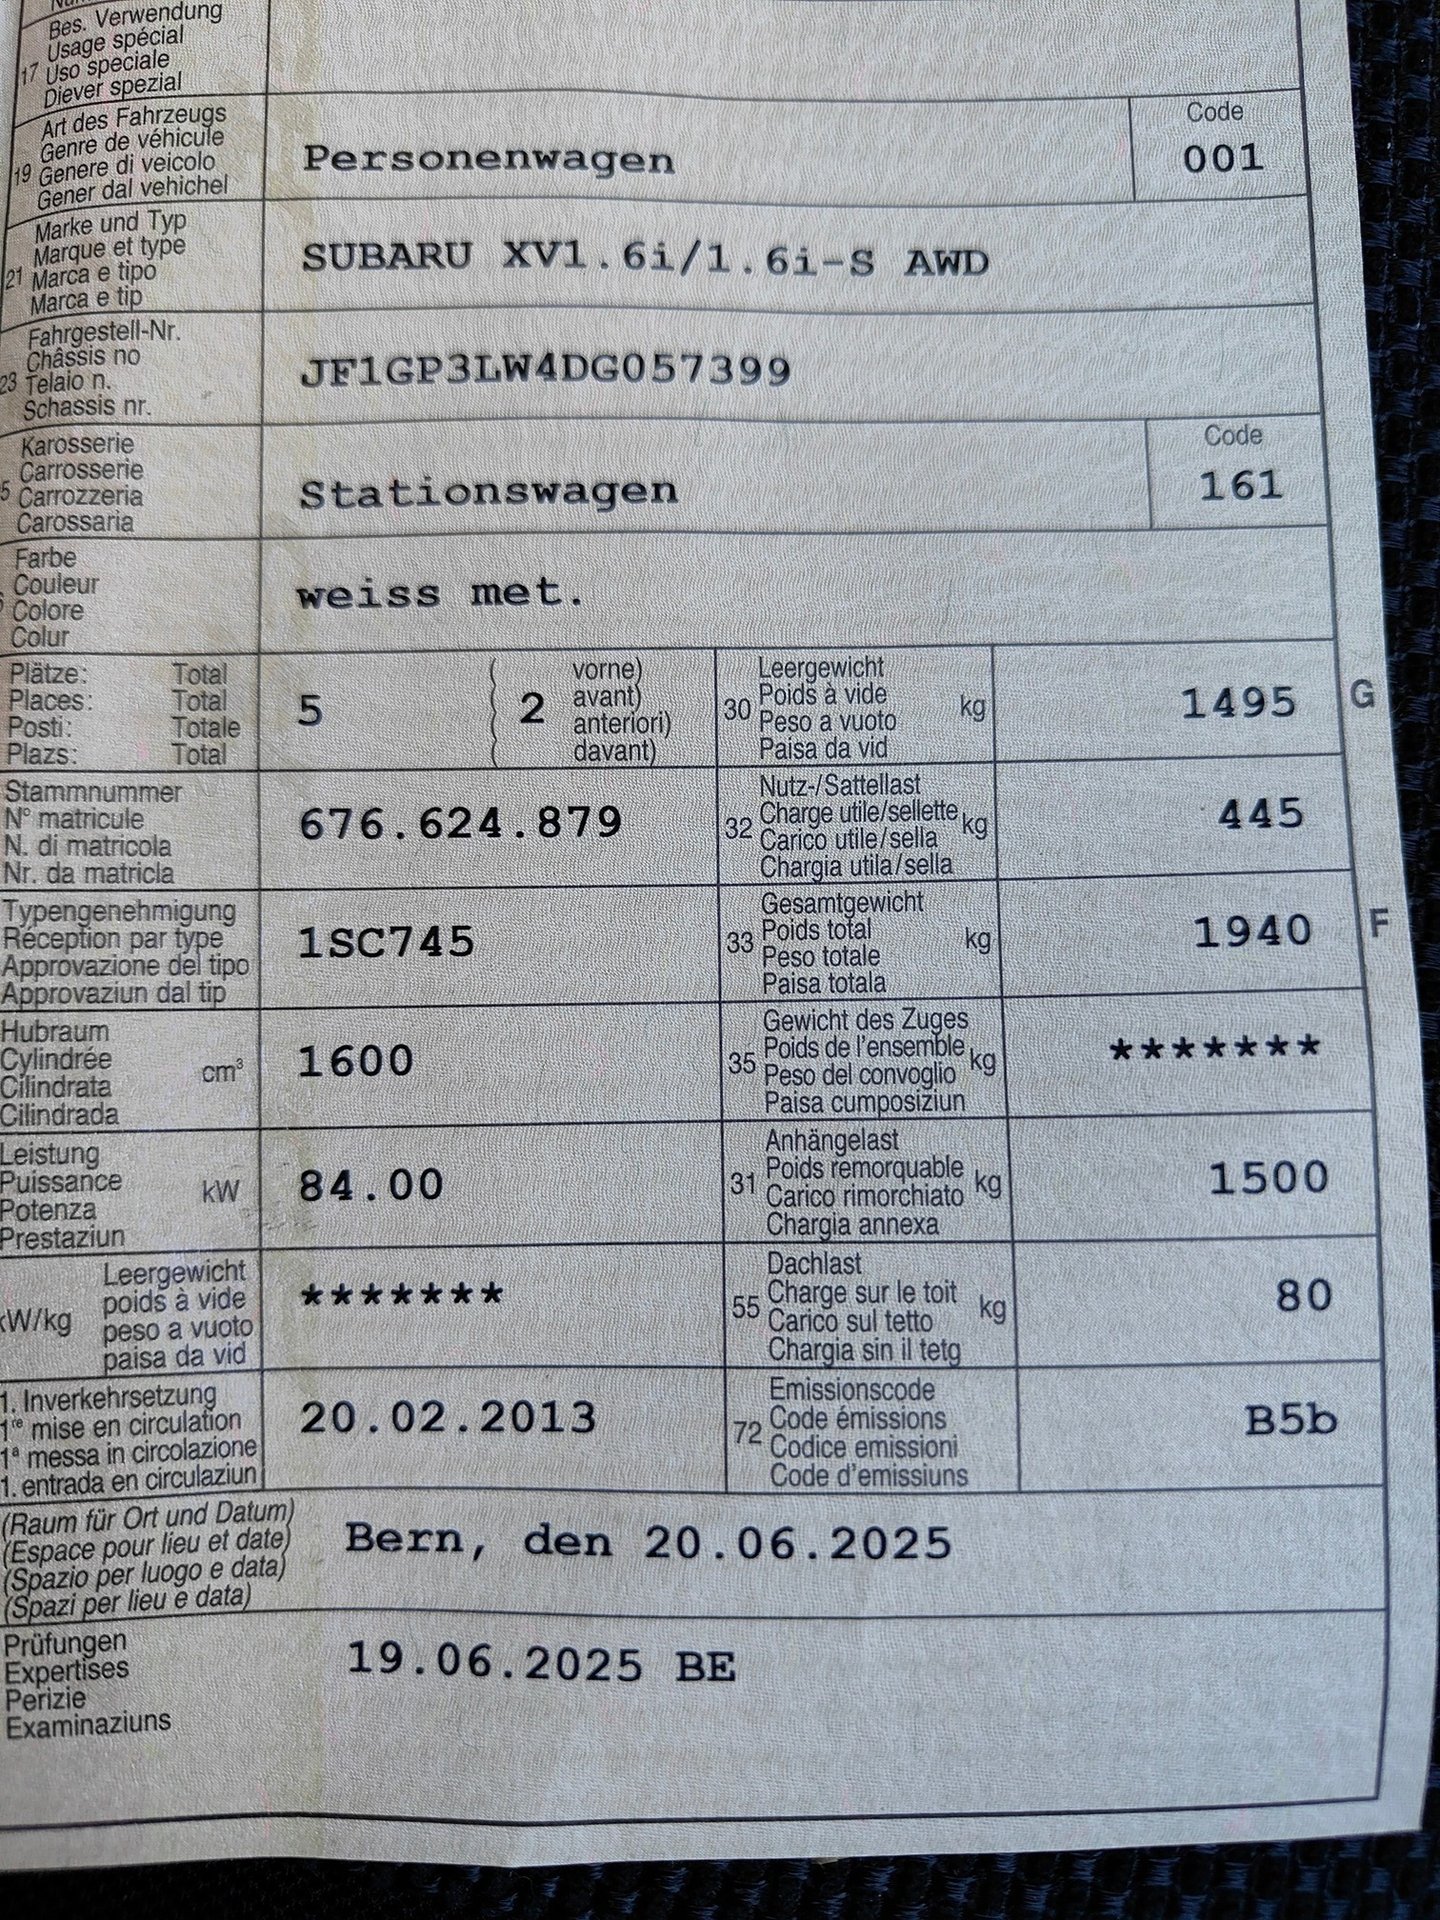 Bes. Verwendung
Usage spécial
17 Uso speciale
Diever spezial
Art des Fahrzeugs
Genre de véhicule
19 Genere di veicolo
Gener dal vehichel
Personenwagen
Code
001
Marke und Typ
Marque et type
21 Marca e tipo
Marca e tip
SUBARU XV1.6i/1.6i-S AWD
Fahrgestell-Nr.
Châssis no
23 Telaio n.
Schassis nr.
JF1GP3LW4DG057399
Karosserie
Carrosserie
5 Carrozzeria
Carossaria
Stationswagen
Code
161
Farbe
Couleur
Colore
Colur
weiss met.
Plätze: Total
Places: Total
Posti: Totale
Plazs: Total
5
( 2 vorne)
avant)
anteriori)
davant)
30 Leergewicht
Poids à vide
Peso a vuoto
Paisa da vid
kg
1495
G
Stammnummer
N° matricule
N. di matricola
Nr. da matricla
676.624.879
32 Nutz-/Sattellast
Charge utile/sellette
Carico utile/sella
Chargia utila/sella
kg
445
Typengenehmigung
Réception par type
Approvazione del tipo
Approvaziun dal tip
1SC745
33 Gesamtgewicht
Poids total
Peso totale
Paisa totala
kg
1940
F
Hubraum
Cylindrée
Cilindrata
Cilindrada
cm³
1600
35 Gewicht des Zuges
Poids de l'ensemble
Peso del convoglio
Paisa cumposiziun
kg
*******
Leistung
Puissance
Potenza
Prestaziun
kW
84.00
31 Anhängelast
Poids remorquable
Carico rimorchiato
Chargia annexa
kg
1500
kW/kg
Leergewicht
poids à vide
peso a vuoto
paisa da vid
*******
55 Dachlast
Charge sur le toit
Carico sul tetto
Chargia sin il tetg
kg
80
1. Inverkehrsetzung
1re mise en circulation
1a messa in circolazione
1. entrada en circulaziun
20.02.2013
72 Emissionscode
Code émissions
Codice emissioni
Code d'emissiuns
B5b
(Raum für Ort und Datum)
(Espace pour lieu et date)
(Spazio per luogo e data)
(Spazi per lieu e data)
Bern, den 20.06.2025
Prüfungen
Expertises
Perizie
Examinaziuns
19.06.2025 BE